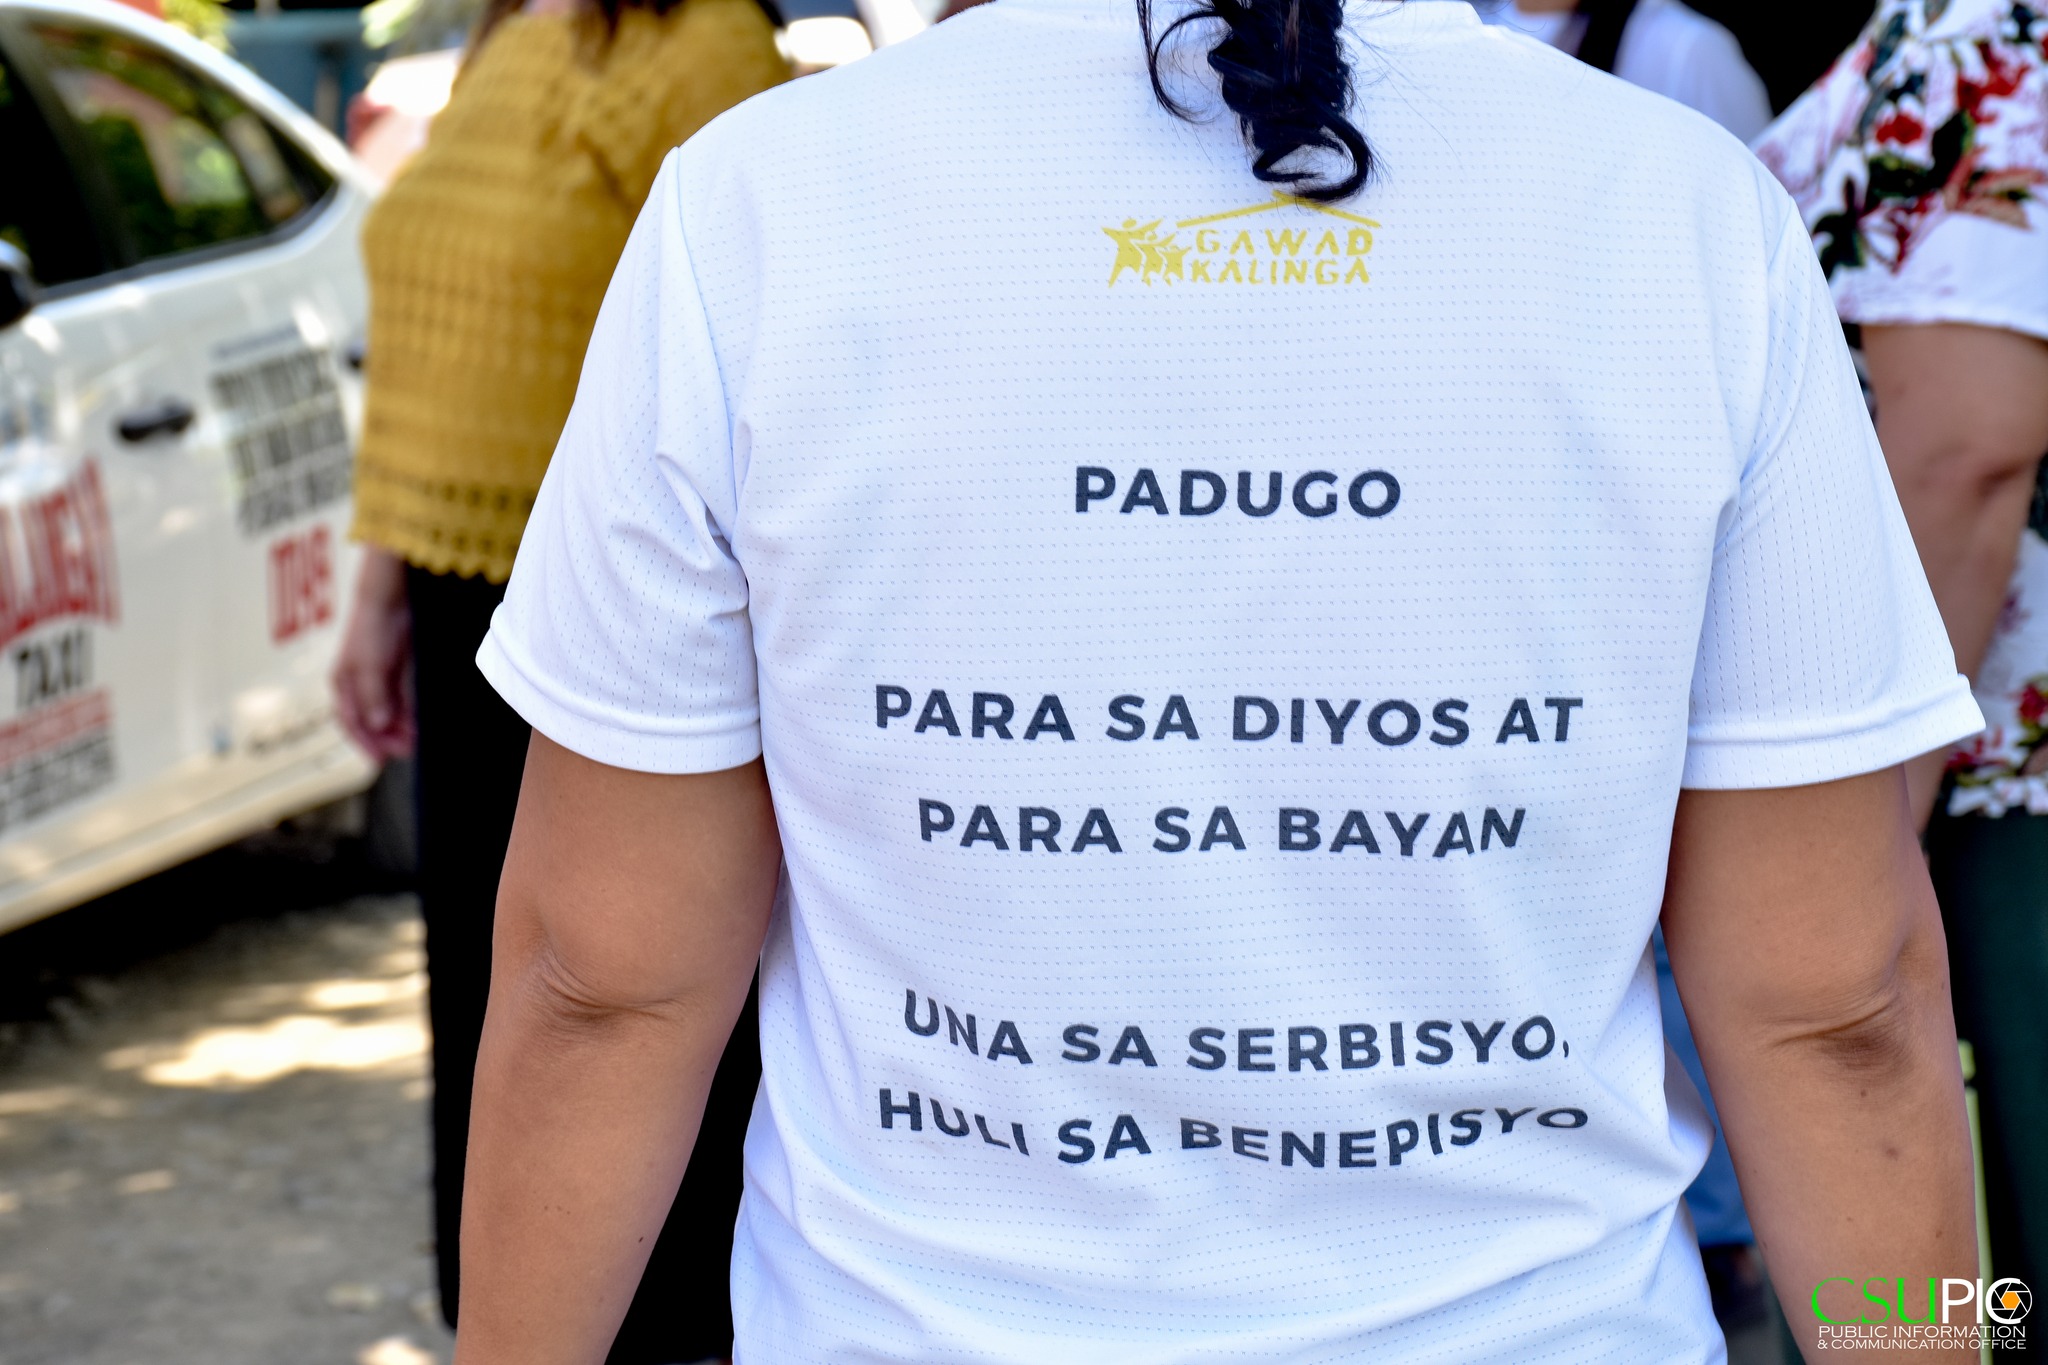 GAWAD
KALINGA
PADUGO
PARA SA DIYOS AT
PARA SA BAYAN
UNA SA SERBISYO,
HULI SA BENEPISYO
TAXI
CSUPIO
PUBLIC INFORMATION
& COMMUNICATION OFFICE